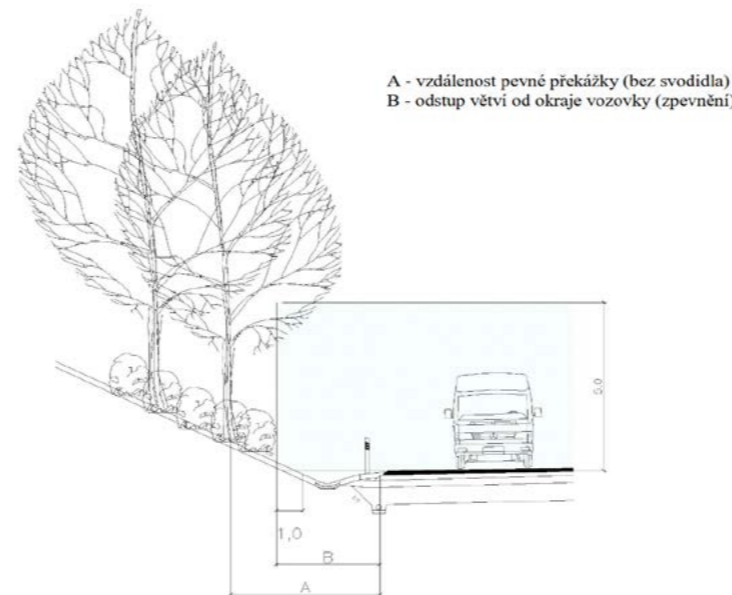 A - vzdálenost pevné překážky (bez svodidla)
B - odstup větví od okraje vozovky (zpevnění)
1,0
B
A